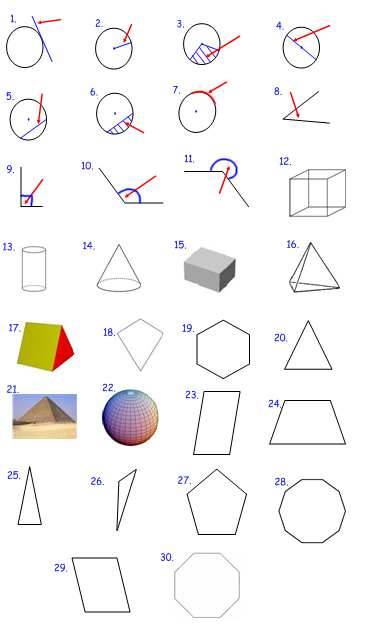 1. 2. 3. 4.
5. 6. 7. 8.
9. 10. 11. 12.
13. 14. 15. 16.
17. 18. 19. 20.
21. 22. 23. 24.
25. 26. 27. 28.
29. 30.